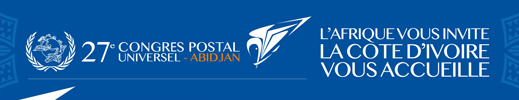 27e CONGRES POSTAL
UNIVERSEL - ABIDJAN
L'AFRIQUE VOUS INVITE
LA CÔTE D'IVOIRE
VOUS ACCUEILLE